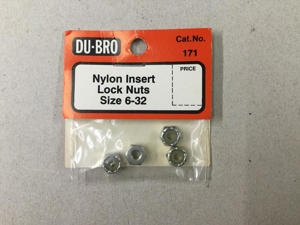 DU-BRO
Cat.No.
171
Nylon Insert
Lock Nuts
Size 6-32
PRICE